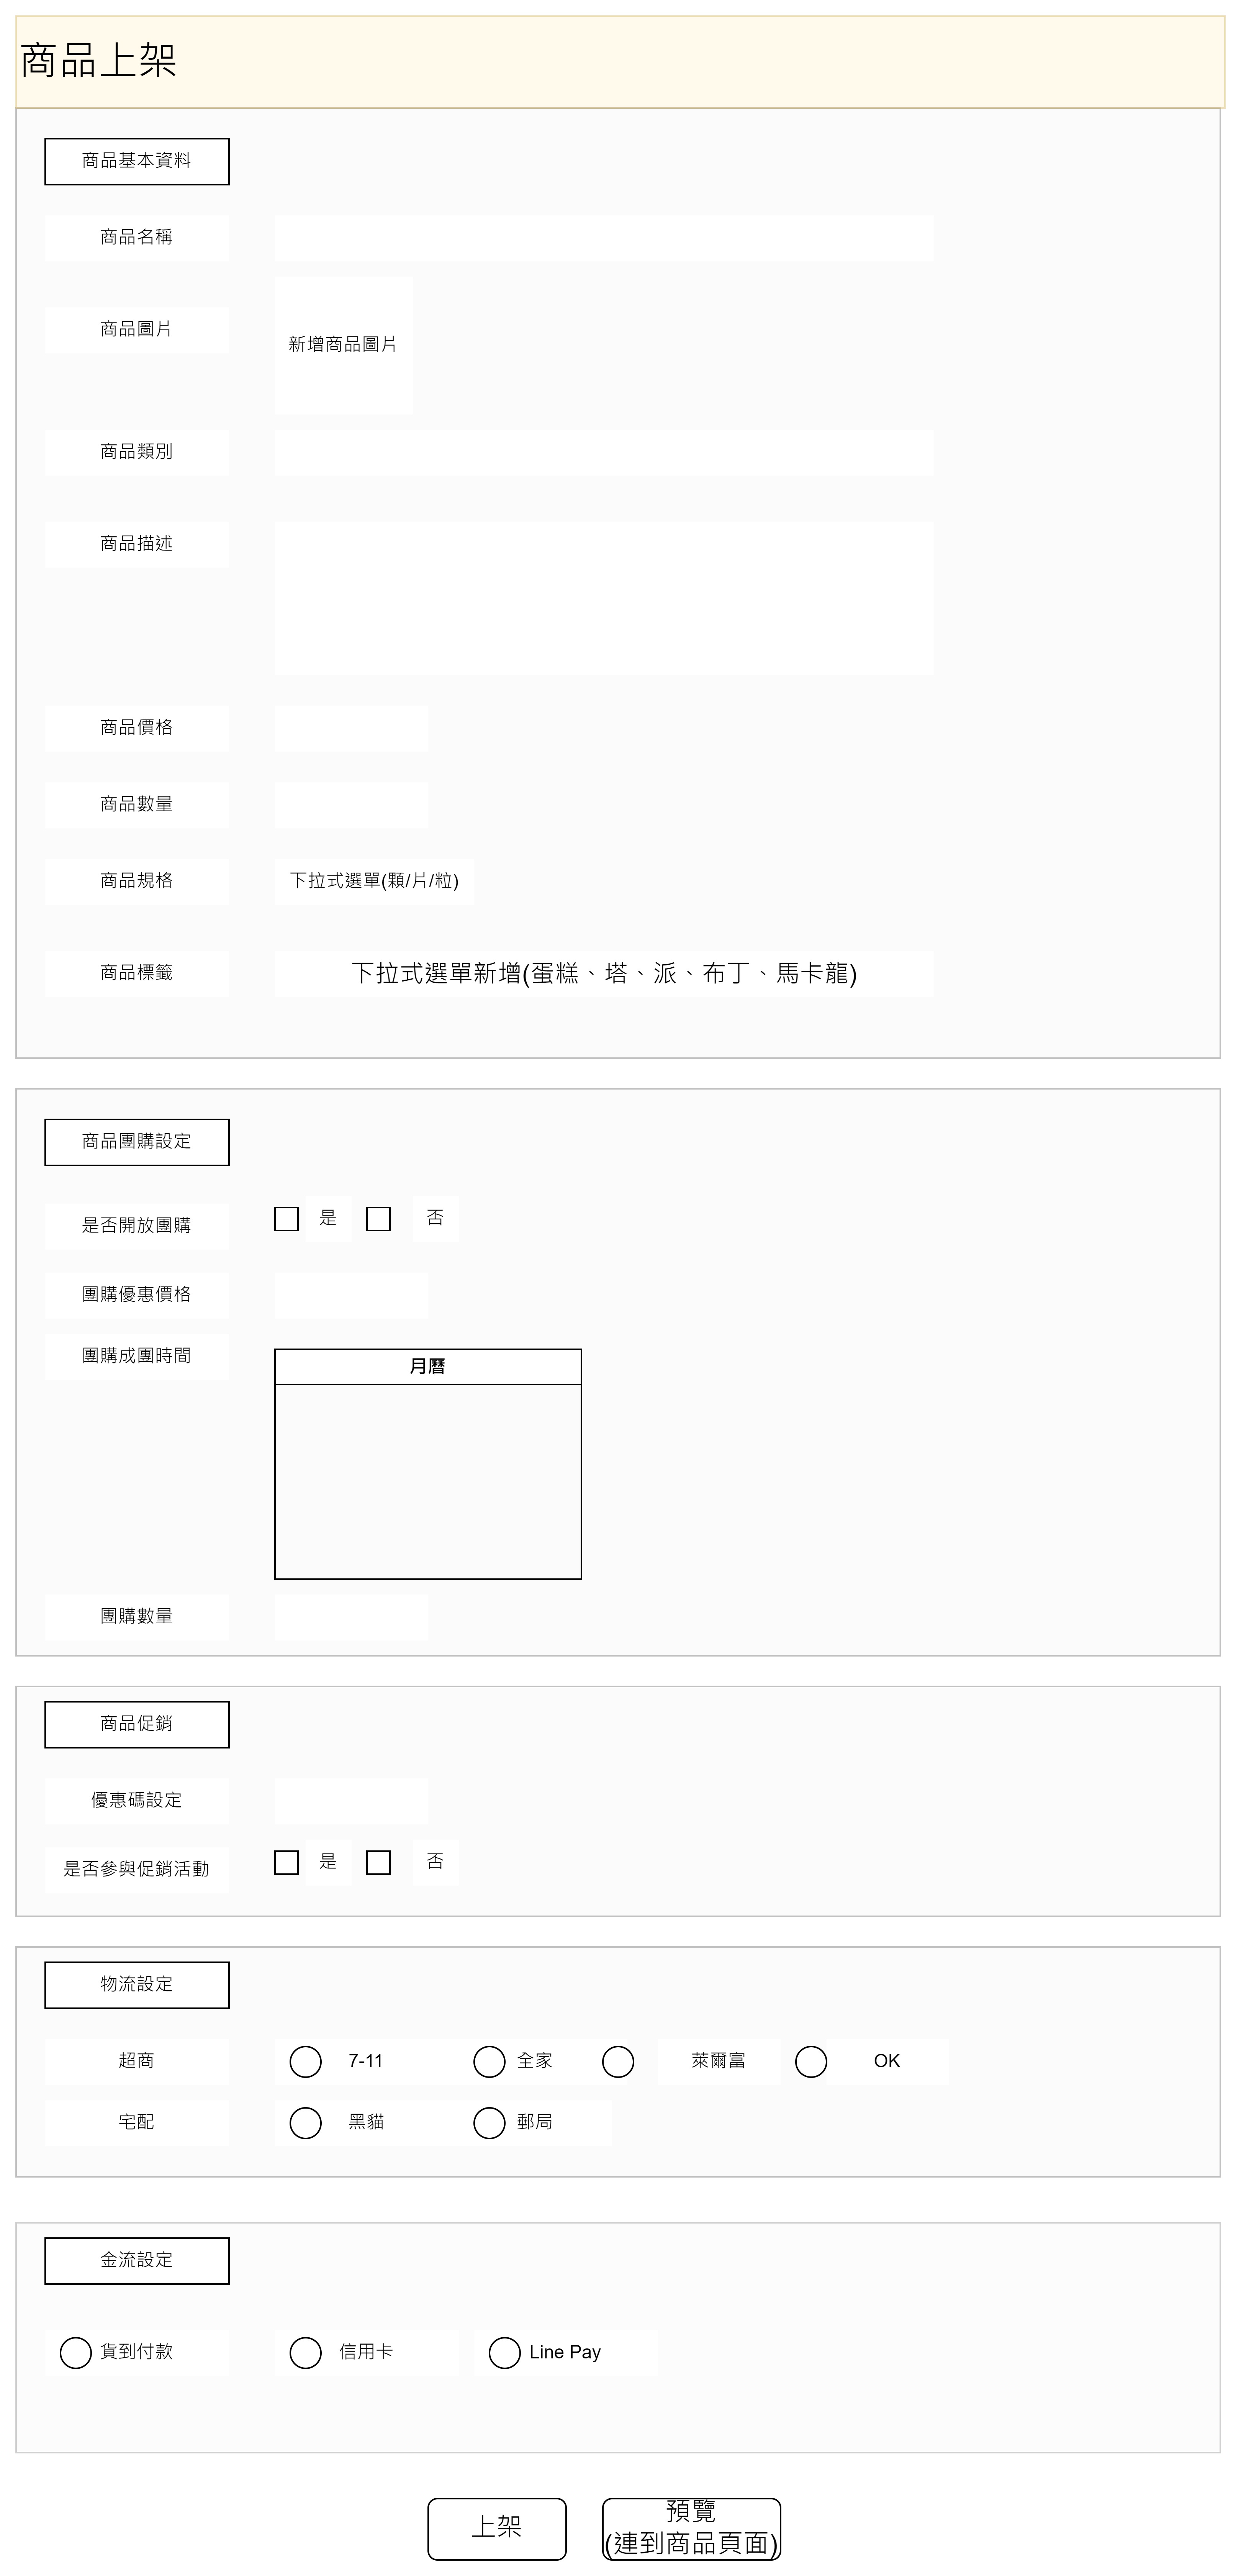 商品上架
商品基本資料
商品名稱
商品圖片
新增商品圖片
商品類別
商品描述
商品價格
商品數量
商品規格 下拉式選單(顆/片/粒)
商品標籤 下拉式選單新增(蛋糕、塔、派、布丁、馬卡龍)
商品團購設定
是否開放團購 是 否
團購優惠價格
團購成團時間
月曆
團購數量
商品促銷
優惠碼設定
是否參與促銷活動 是 否
物流設定
超商 7-11 全家 萊爾富 OK
宅配 黑貓 郵局
金流設定
貨到付款 信用卡 Line Pay
上架
預覽
(連到商品頁面)